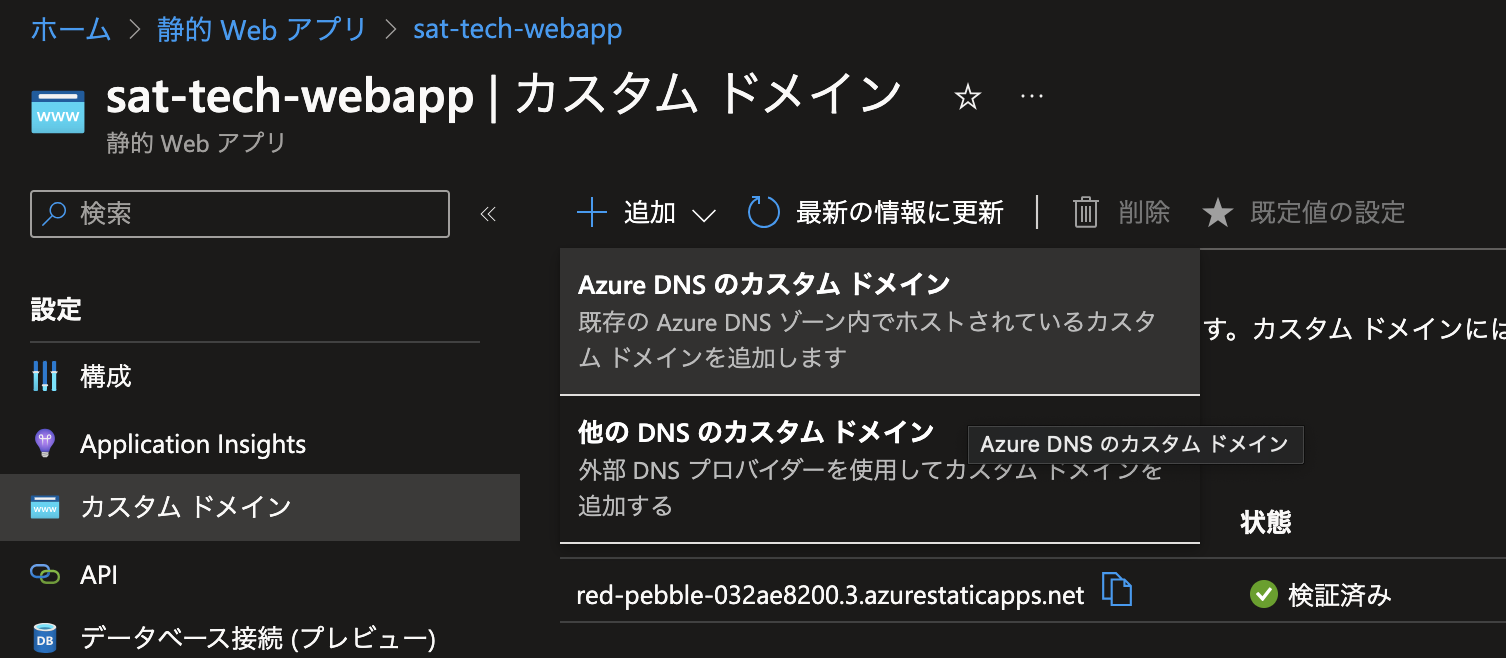 ホーム > 静的 Web アプリ > sat-tech-webapp
sat-tech-webapp | カスタム ドメイン ☆ …
www
静的 Web アプリ
検索 «
+ 追加 最新の情報に更新 | 削除 ★ 既定値の設定
Azure DNS のカスタム ドメイン
既存の Azure DNS ゾーン内でホストされているカスタ
ム ドメインを追加します
す。カスタム ドメインには
他の DNS のカスタム ドメイン
Azure DNS のカスタム ドメイン
外部 DNS プロバイダーを使用してカスタム ドメインを
追加する
設定
構成
Application Insights
www
カスタム ドメイン
API
DB
データベース接続 (プレビュー)
状態
red-pebble-032ae8200.3.azurestaticapps.net 検証済み